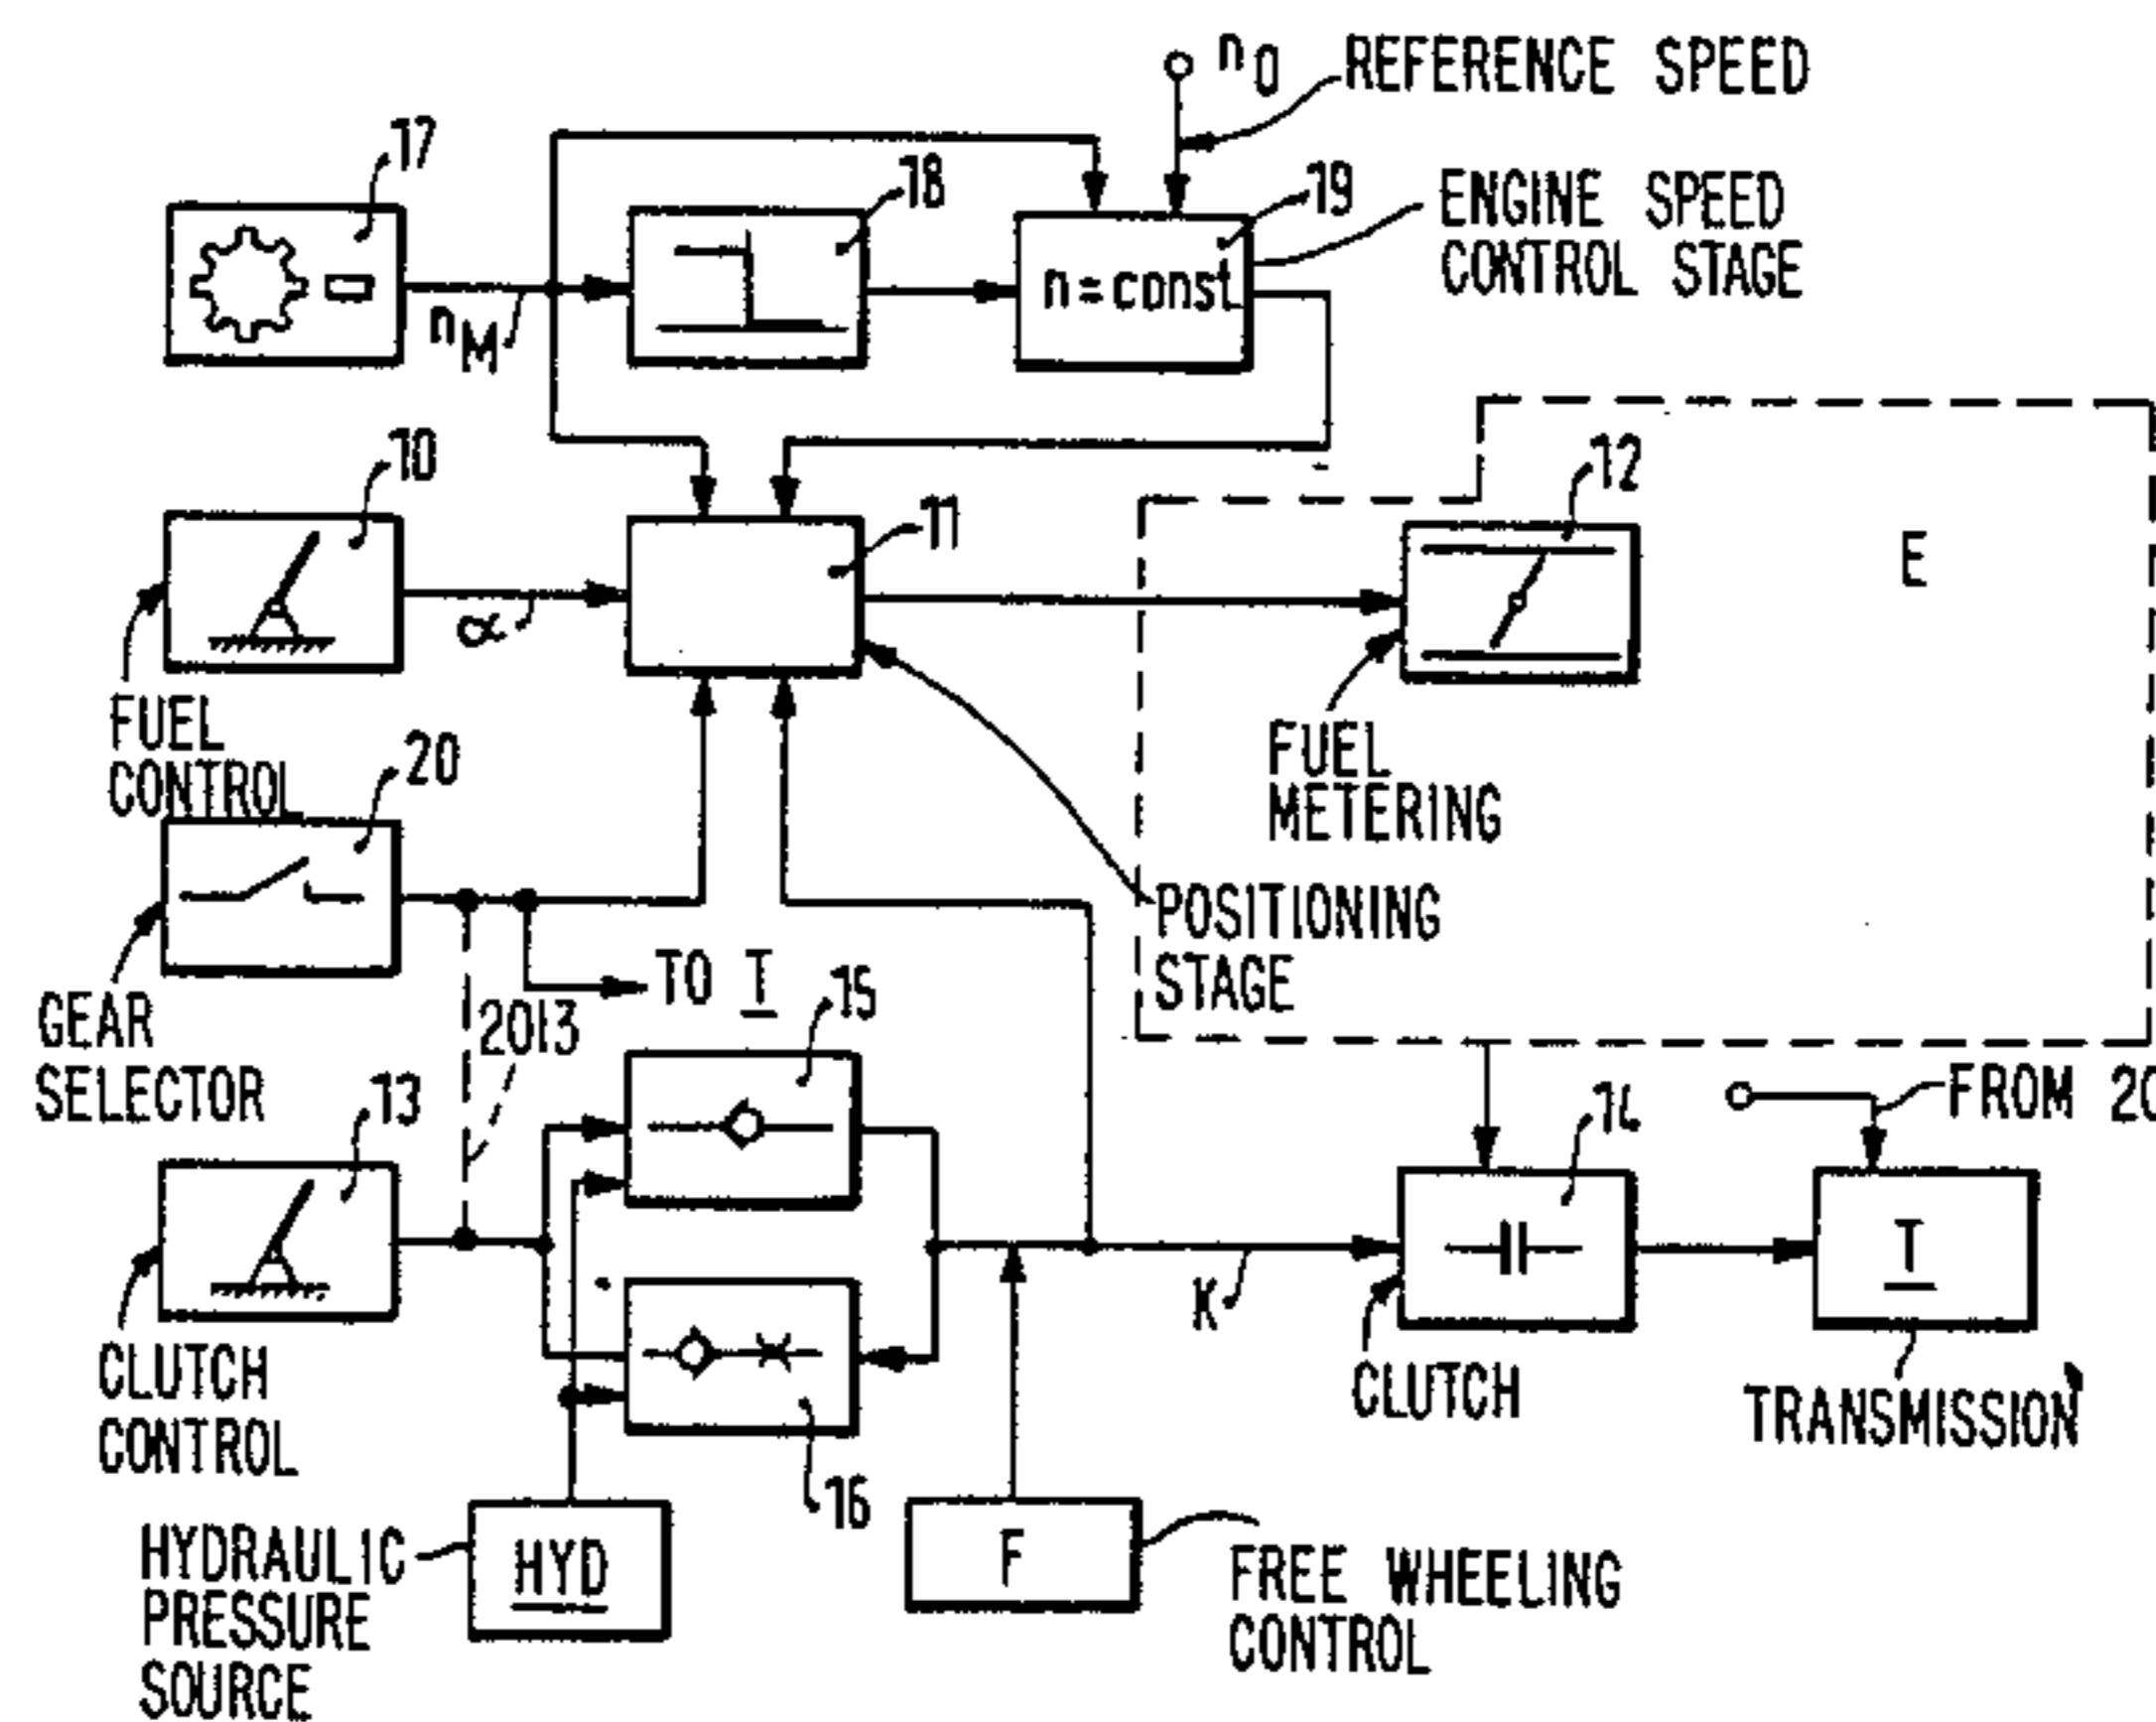 n0 REFERENCE SPEED
17
18
19
ENGINE SPEED
CONTROL STAGE
nM
n=const
10
11
12
E
α
FUEL
CONTROL
20
FUEL
METERING
POSITIONING
STAGE
TO T
GEAR
SELECTOR
2013
15
13
14
FROM 20
K
T
CLUTCH
CONTROL
16
CLUTCH
TRANSMISSION
HYDRAULIC
PRESSURE
SOURCE
HYD
F
FREE WHEELING
CONTROL